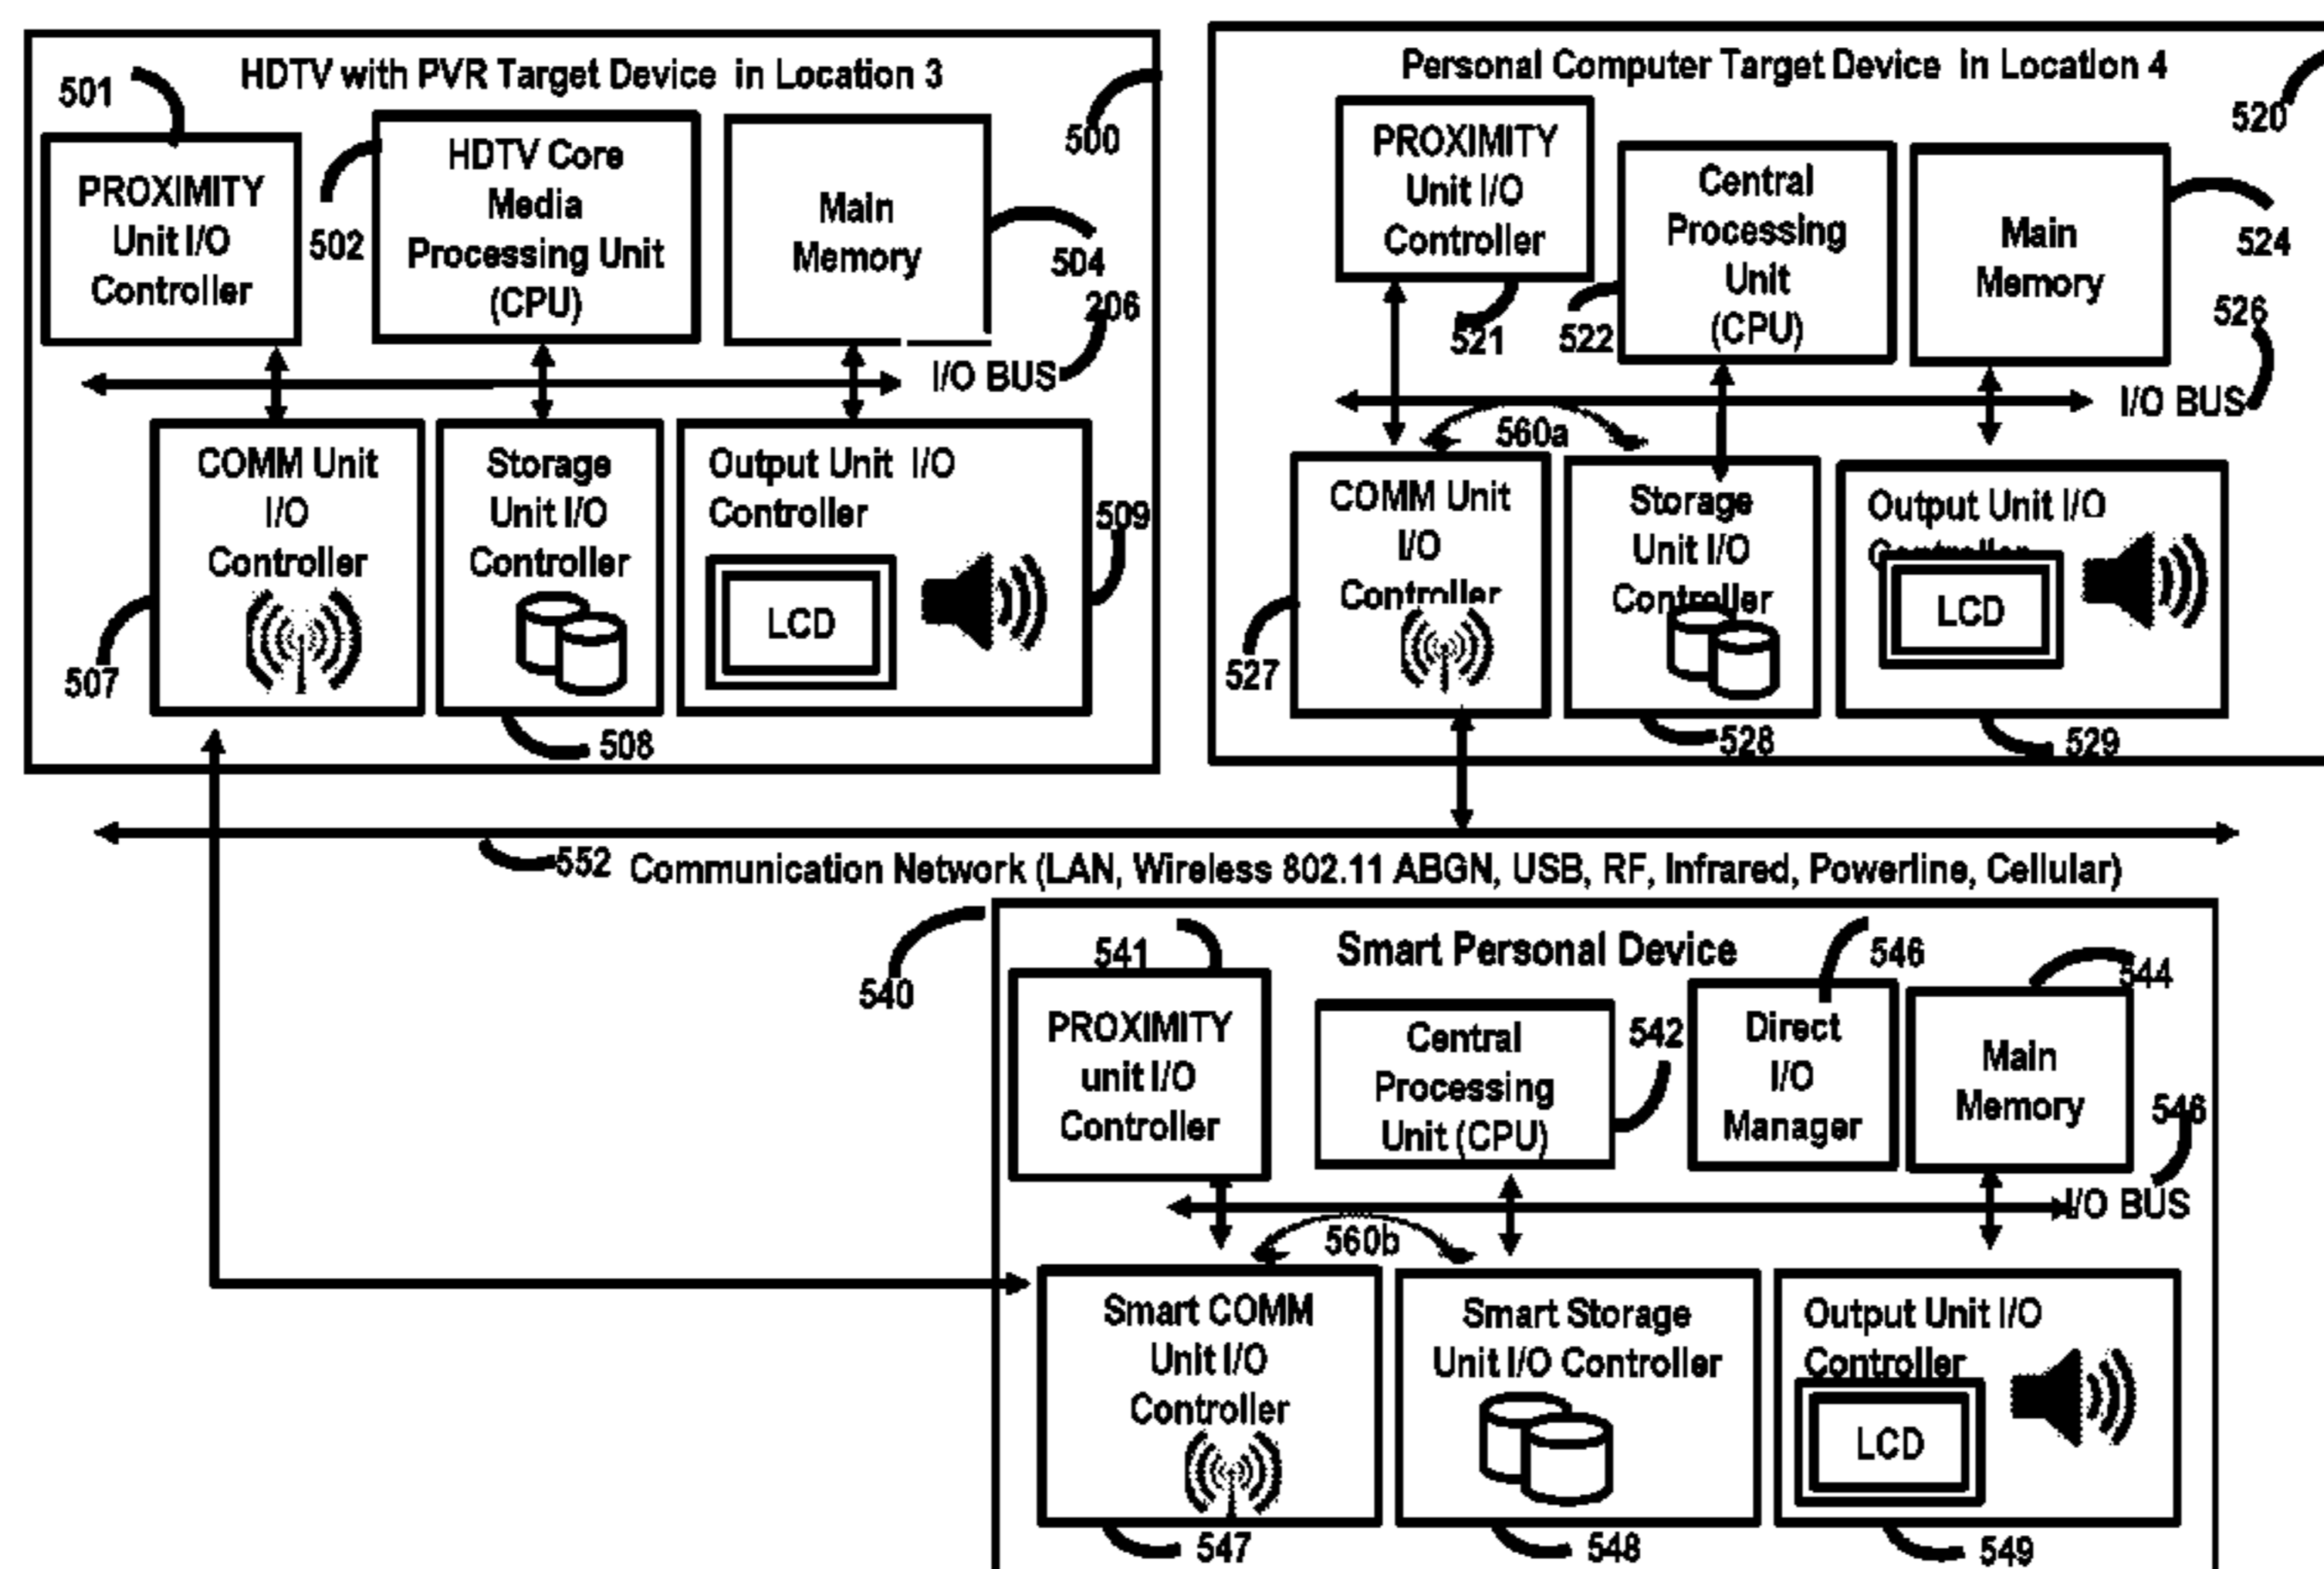 HDTV with PVR Target Device in Location 3
501
500
PROXIMITY
Unit I/O
Controller
502
HDTV Core
Media
Processing Unit
(CPU)
Main
Memory
504
206
I/O BUS
COMM Unit
I/O
Controller
507
Storage
Unit I/O
Controller
508
Output Unit I/O
Controller
LCD
509
Personal Computer Target Device in Location 4
520
PROXIMITY
Unit I/O
Controller
521
Central
Processing
Unit
(CPU)
522
Main
Memory
524
526
I/O BUS
560a
COMM Unit
I/O
Controller
527
Storage
Unit I/O
Controller
528
Output Unit I/O
Controller
LCD
529
552 Communication Network (LAN, Wireless 802.11 ABGN, USB, RF, Infrared, Powerline, Cellular)
540
Smart Personal Device
541
PROXIMITY
unit I/O
Controller
Central
Processing
Unit (CPU)
542
546
Direct
I/O
Manager
544
Main
Memory
546
I/O BUS
560b
Smart COMM
Unit I/O
Controller
547
Smart Storage
Unit I/O Controller
548
Output Unit I/O
Controller
LCD
549